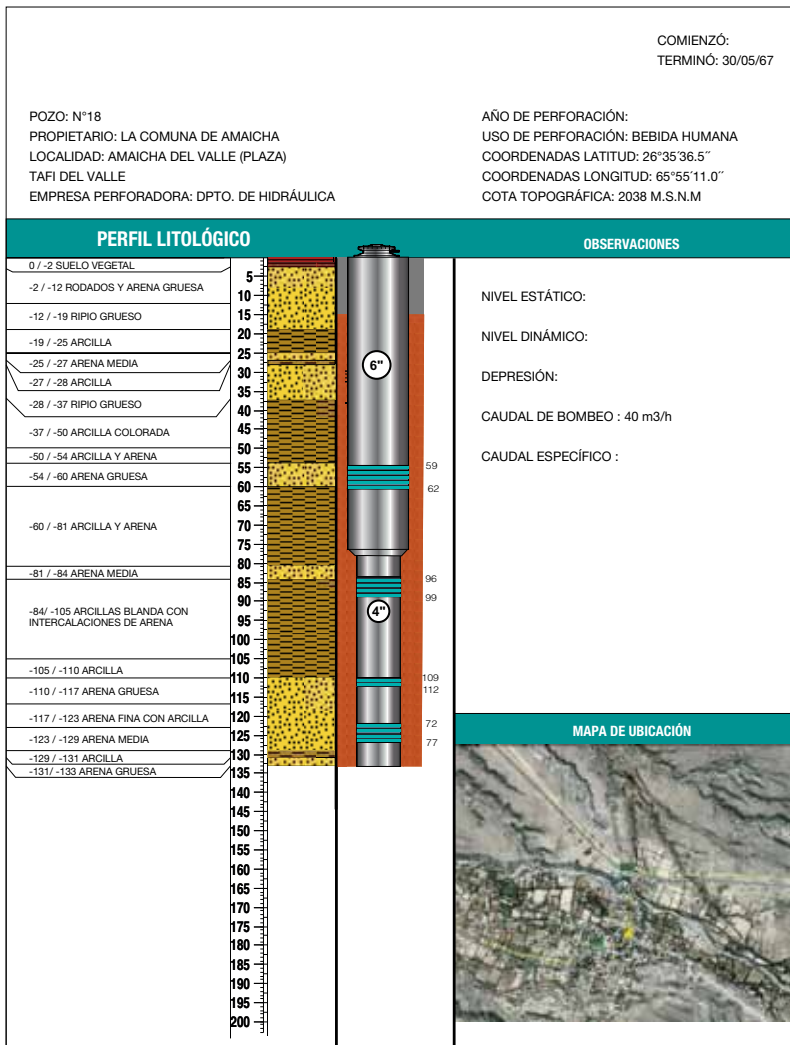 COMIENZÓ:
TERMINÓ: 30/05/67
POZO: N°18
PROPIETARIO: LA COMUNA DE AMAICHA
LOCALIDAD: AMAICHA DEL VALLE (PLAZA)
TAFI DEL VALLE
EMPRESA PERFORADORA: DPTO. DE HIDRÁULICA
AÑO DE PERFORACIÓN:
USO DE PERFORACIÓN: BEBIDA HUMANA
COORDENADAS LATITUD: 26°35´36.5´´
COORDENADAS LONGITUD: 65°55´11.0´´
COTA TOPOGRÁFICA: 2038 M.S.N.M
PERFIL LITOLÓGICO
OBSERVACIONES
0 / -2 SUELO VEGETAL
-2 / -12 RODADOS Y ARENA GRUESA
-12 / -19 RIPIO GRUESO
-19 / -25 ARCILLA
-25 / -27 ARENA MEDIA
-27 / -28 ARCILLA
-28 / -37 RIPIO GRUESO
-37 / -50 ARCILLA COLORADA
-50 / -54 ARCILLA Y ARENA
-54 / -60 ARENA GRUESA
-60 / -81 ARCILLA Y ARENA
-81 / -84 ARENA MEDIA
-84/ -105 ARCILLAS BLANDA CON
INTERCALACIONES DE ARENA
-105 / -110 ARCILLA
-110 / -117 ARENA GRUESA
-117 / -123 ARENA FINA CON ARCILLA
-123 / -129 ARENA MEDIA
-129 / -131 ARCILLA
-131/ -133 ARENA GRUESA
5
10
15
20
25
30
35
40
45
50
55
60
65
70
75
80
85
90
95
100
105
110
115
120
125
130
135
140
145
150
155
160
165
170
175
180
185
190
195
200
6"
4"
59
62
96
99
109
112
72
77
NIVEL ESTÁTICO:
NIVEL DINÁMICO:
DEPRESIÓN:
CAUDAL DE BOMBEO : 40 m3/h
CAUDAL ESPECÍFICO :
MAPA DE UBICACIÓN